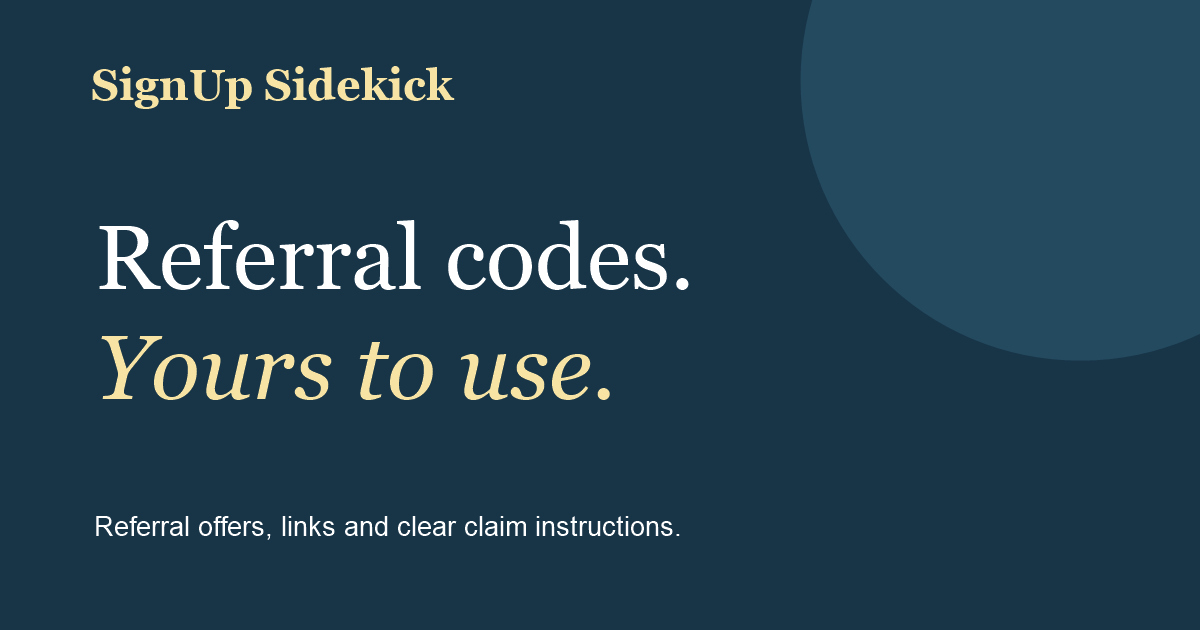 SignUp Sidekick
Referral codes.
Yours to use.
Referral offers, links and clear claim instructions.